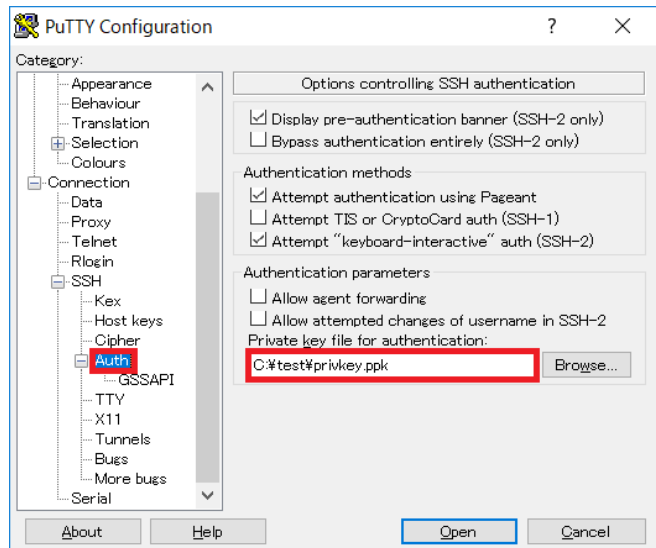 PuTTY Configuration
?
Category:
Appearance
Behaviour
Translation
Selection
Colours
Connection
Data
Proxy
Telnet
Rlogin
SSH
Kex
Host keys
Cipher
Auth
GSSAPI
TTY
X11
Tunnels
Bugs
More bugs
Serial
Options controlling SSH authentication
Display pre-authentication banner (SSH-2 only)
Bypass authentication entirely (SSH-2 only)
Authentication methods
Attempt authentication using Pageant
Attempt TIS or CryptoCard auth (SSH-1)
Attempt "keyboard-interactive" auth (SSH-2)
Authentication parameters
Allow agent forwarding
Allow attempted changes of username in SSH-2
Private key file for authentication:
C:¥test¥privkey.ppk
Browse...
About
Help
Open
Cancel